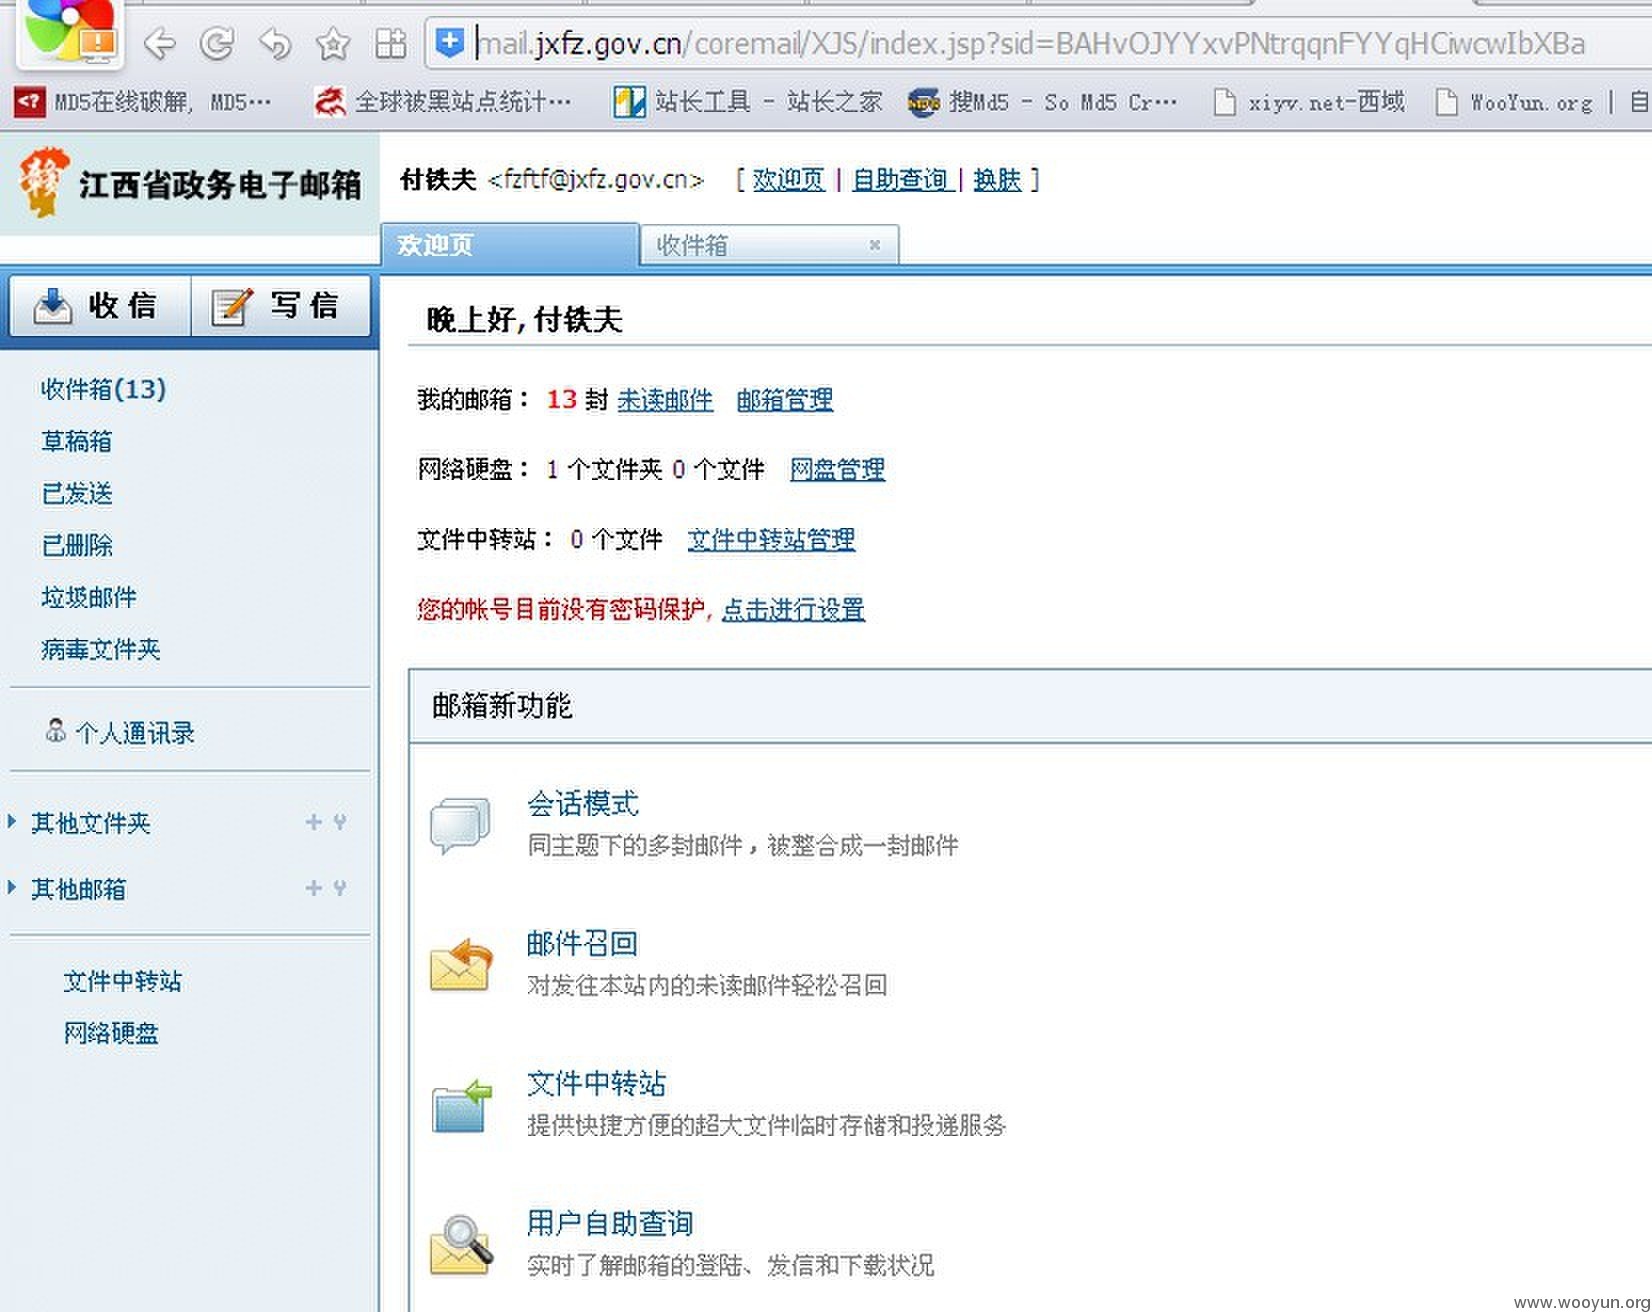 mail.jxfz.gov.cn/coremail/XJS/index.jsp?sid=BAHvOJYYxvPNtrqqnFYYqHCiwcwIbXBa
MD5在线破解, MD5… 全球被黑站点统计… 站长工具 - 站长之家 搜Md5 - So Md5 Cr… xiyv.net-西域 WooYun.org | 自
江西省政务电子邮箱
付铁夫 <fzftf@jxfz.gov.cn> [ 欢迎页 | 自助查询 | 换肤 ]
欢迎页 收件箱
收信 写信
收件箱(13)
草稿箱
已发送
已删除
垃圾邮件
病毒文件夹
个人通讯录
其他文件夹
其他邮箱
文件中转站
网络硬盘
晚上好, 付铁夫
我的邮箱： 13 封 未读邮件 邮箱管理
网络硬盘： 1 个文件夹 0 个文件 网盘管理
文件中转站： 0 个文件 文件中转站管理
您的帐号目前没有密码保护, 点击进行设置
邮箱新功能
会话模式
同主题下的多封邮件，被整合成一封邮件
邮件召回
对发往本站内的未读邮件轻松召回
文件中转站
提供快捷方便的超大文件临时存储和投递服务
用户自助查询
实时了解邮箱的登陆、发信和下载状况
www.wooyun.org